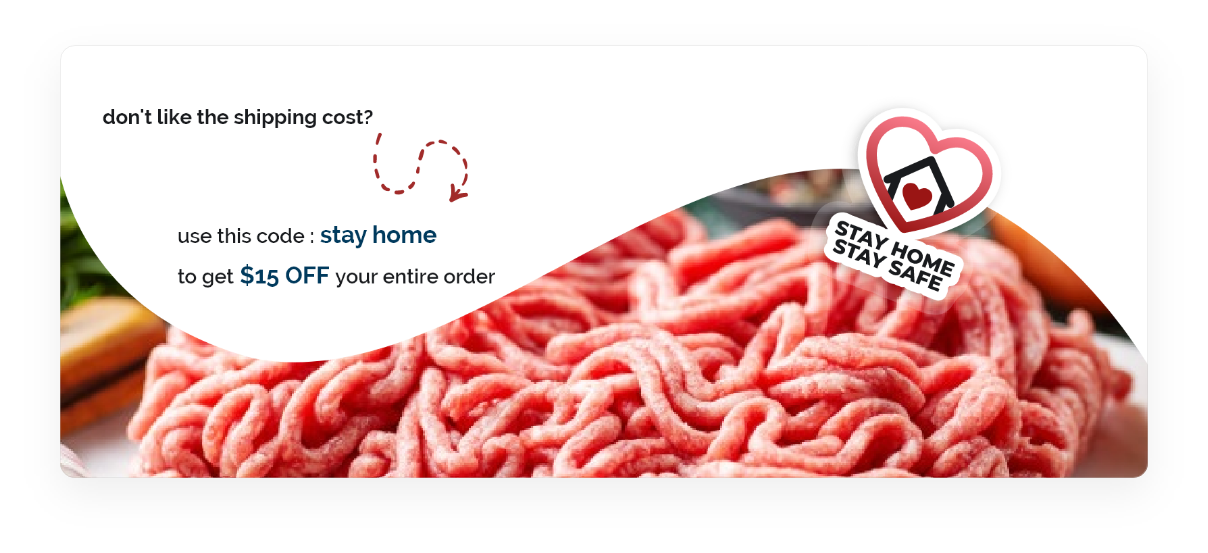 don't like the shipping cost?
use this code : stay home
to get $15 OFF your entire order
STAY HOME
STAY SAFE